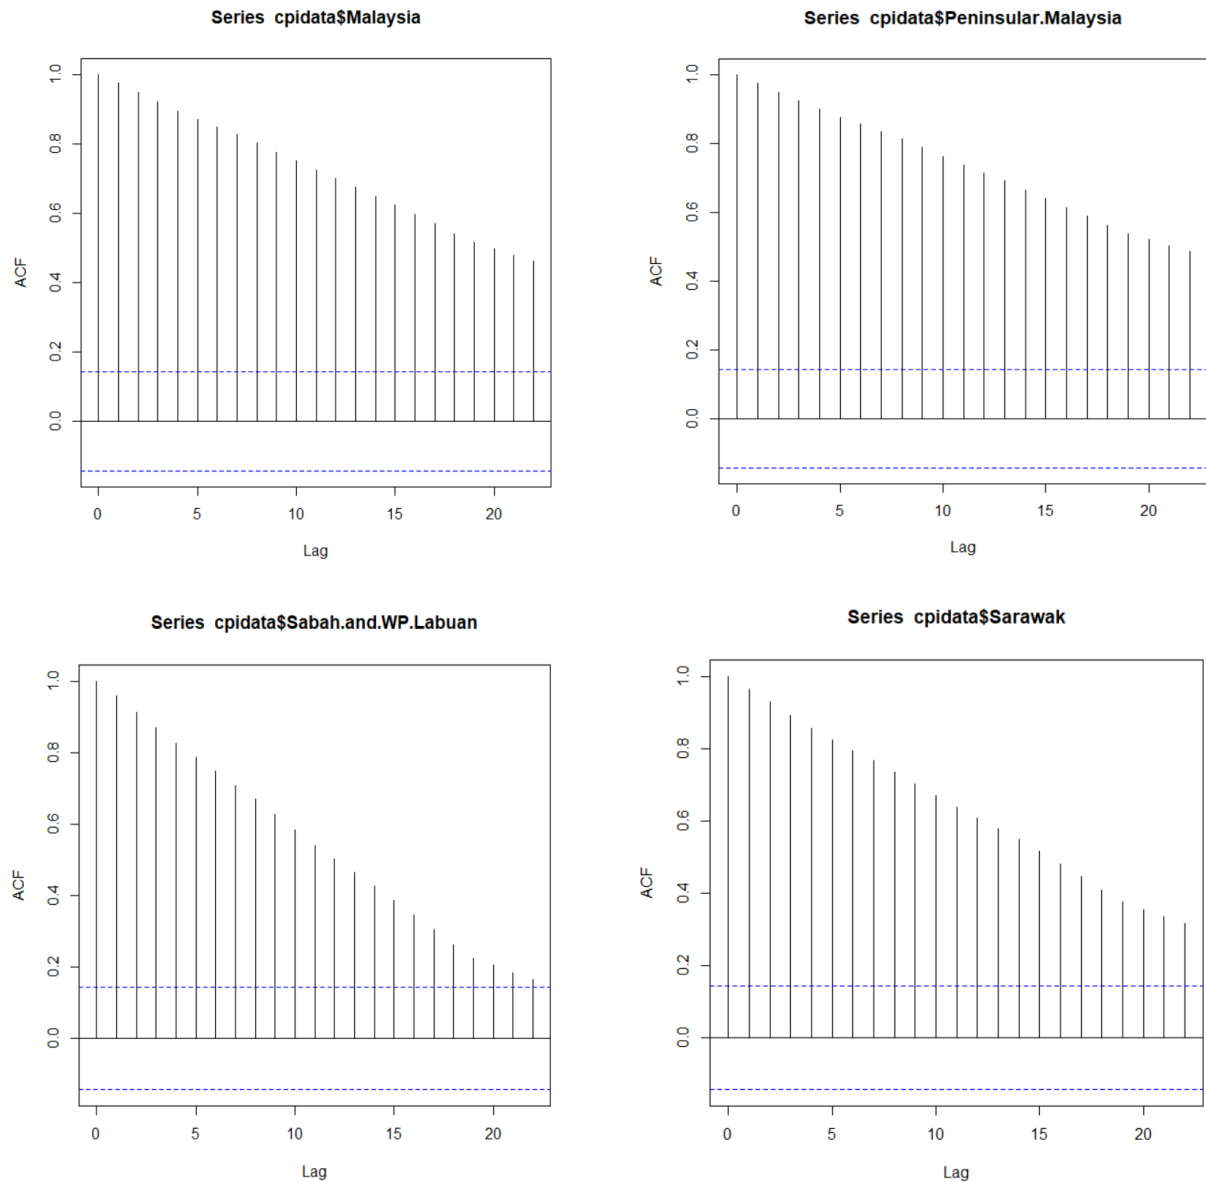 Series cpidata$Malaysia
ACF
1.0
0.8
0.6
0.4
0.2
0.0
0 5 10 15 20
Lag
Series cpidata$Peninsular.Malaysia
ACF
1.0
0.8
0.6
0.4
0.2
0.0
0 5 10 15 20
Lag
Series cpidata$Sabah.and.WP.Labuan
ACF
1.0
0.8
0.6
0.4
0.2
0.0
0 5 10 15 20
Lag
Series cpidata$Sarawak
ACF
1.0
0.8
0.6
0.4
0.2
0.0
0 5 10 15 20
Lag